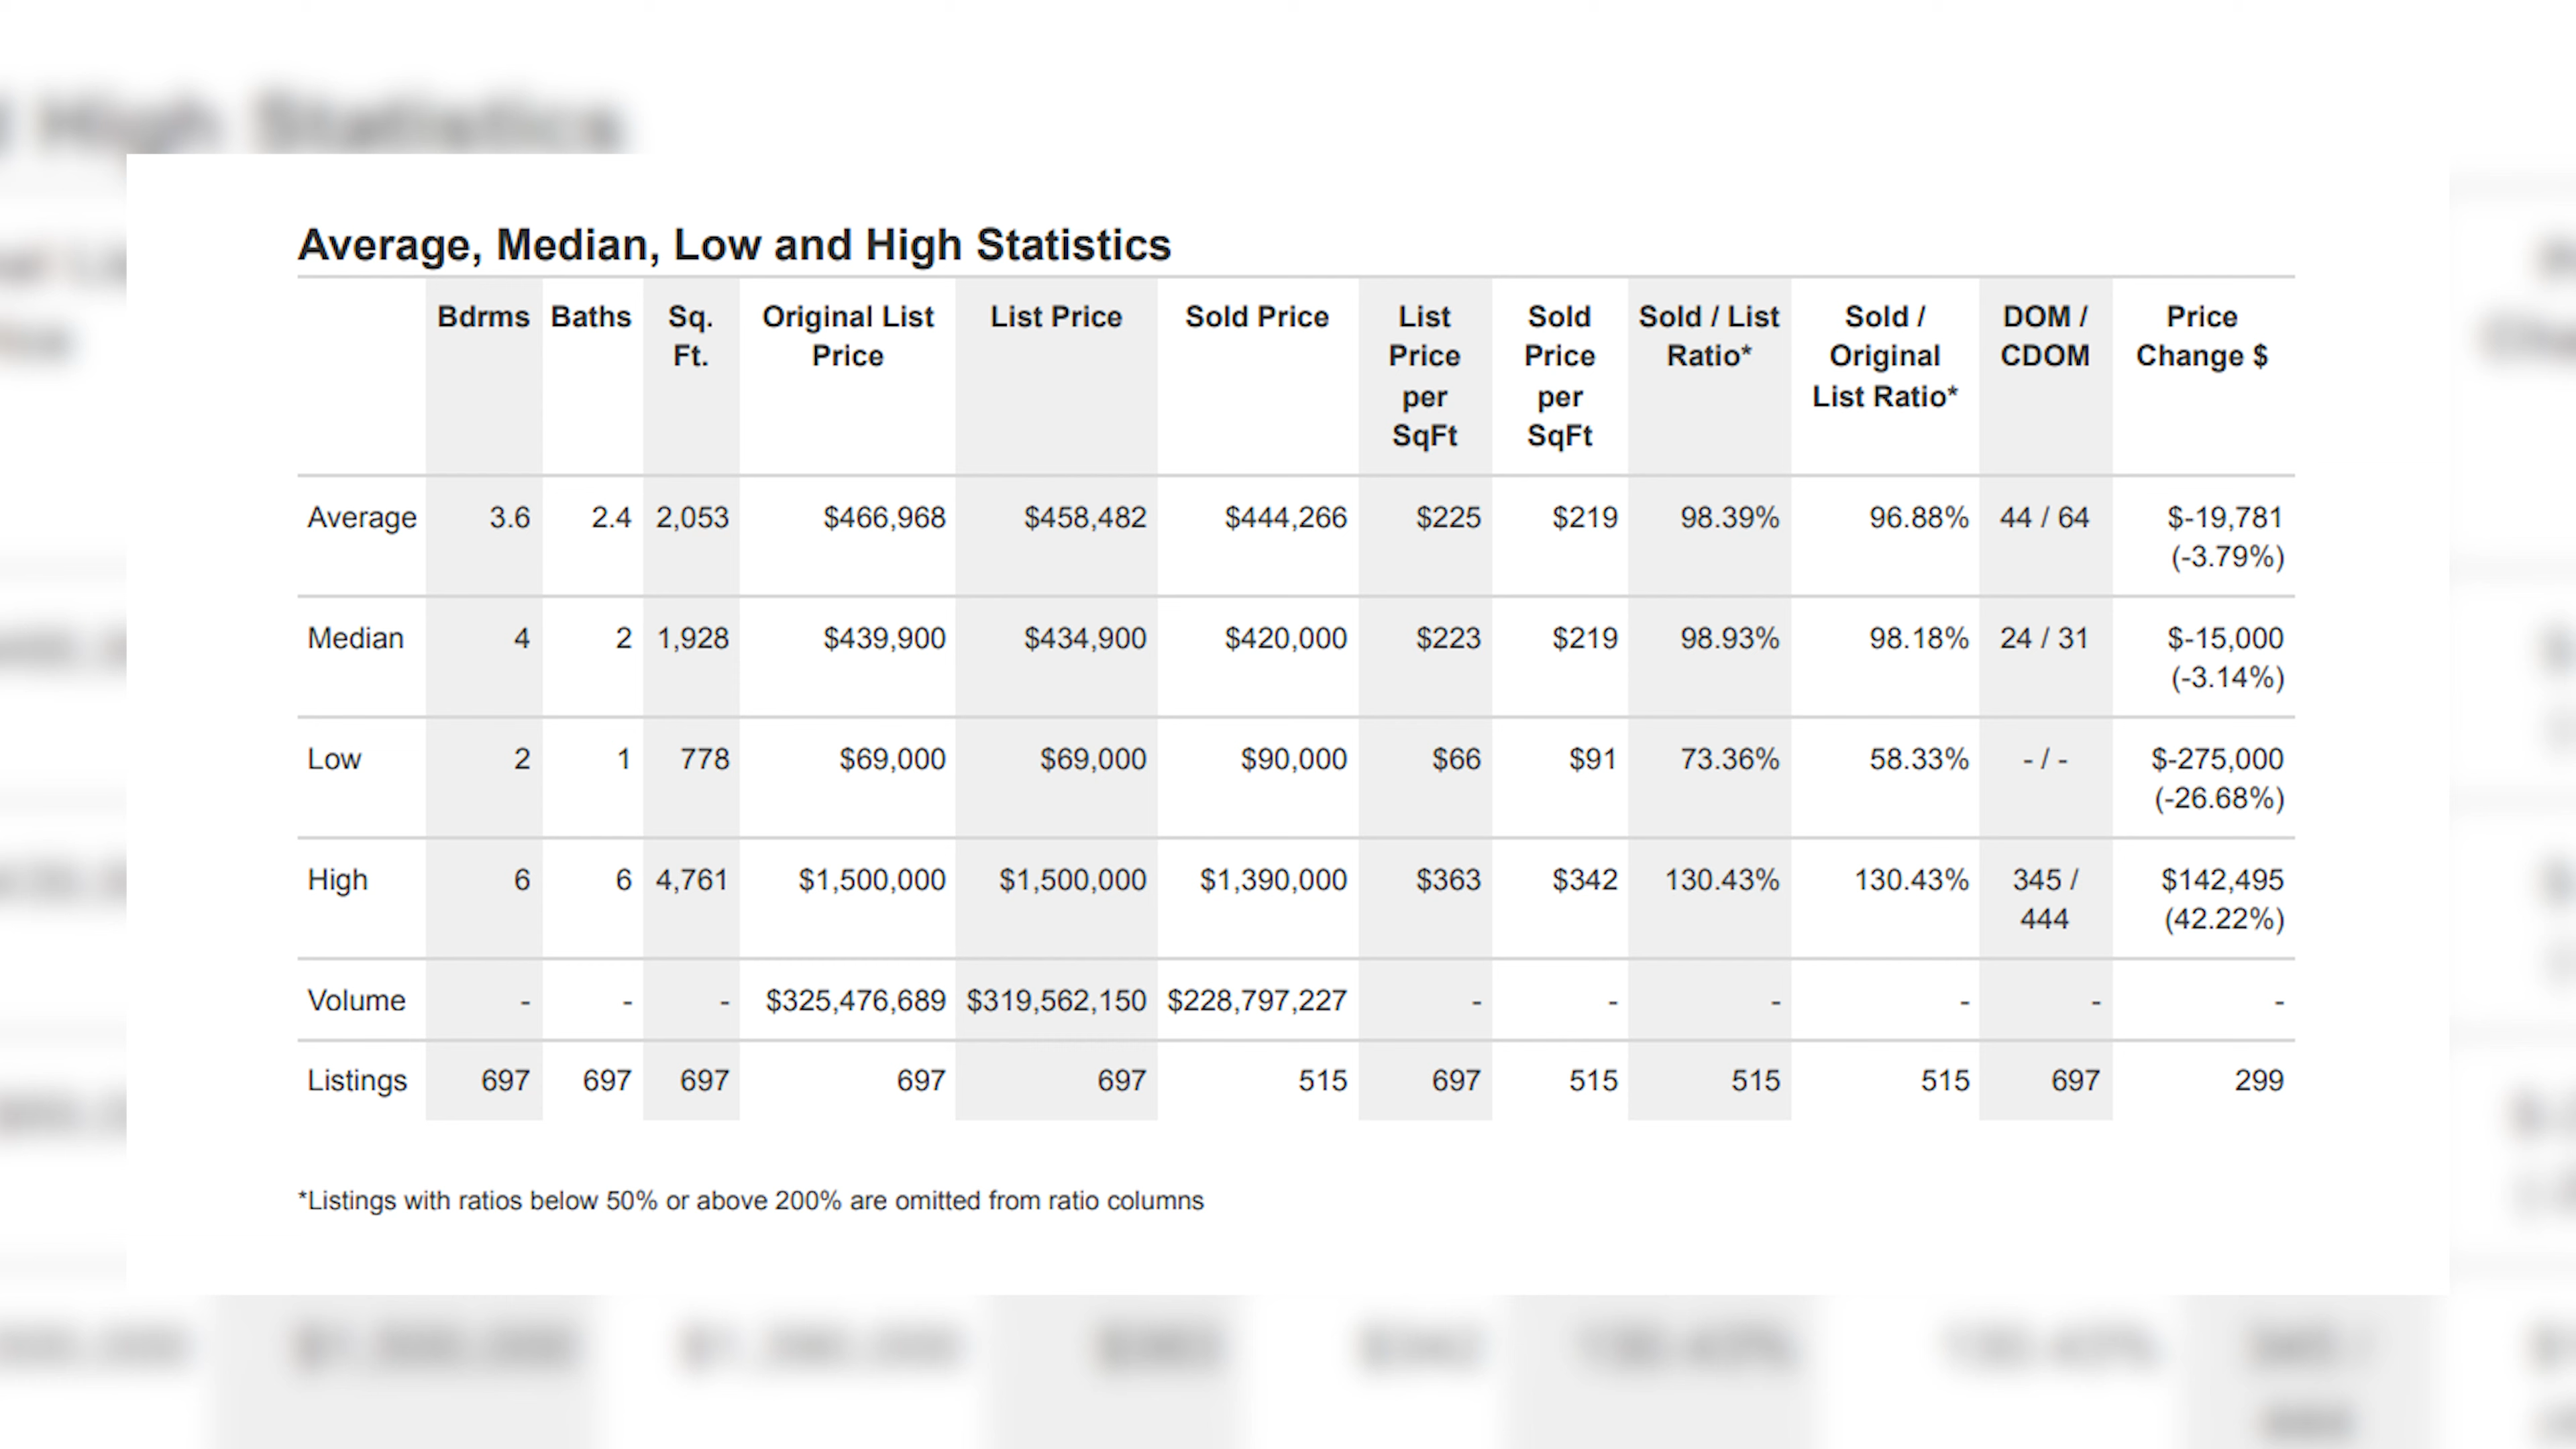 High Statistics
Average, Median, Low and High Statistics
Bdrms Baths Sq. Ft. Original List Price List Price Sold Price List Price per SqFt Sold Price per SqFt Sold / List Ratio* Sold / Original List Ratio* DOM / CDOM Price Change $
Average 3.6 2.4 2,053 $466,968 $458,482 $444,266 $225 $219 98.39% 96.88% 44 / 64 $-19,781 (-3.79%)
Median 4 2 1,928 $439,900 $434,900 $420,000 $223 $219 98.93% 98.18% 24 / 31 $-15,000 (-3.14%)
Low 2 1 778 $69,000 $69,000 $90,000 $66 $91 73.36% 58.33% - / - $-275,000 (-26.68%)
High 6 6 4,761 $1,500,000 $1,500,000 $1,390,000 $363 $342 130.43% 130.43% 345 / 444 $142,495 (42.22%)
Volume - - - $325,476,689 $319,562,150 $228,797,227 - - - - - -
Listings 697 697 697 697 697 515 697 515 515 515 697 299
*Listings with ratios below 50% or above 200% are omitted from ratio columns